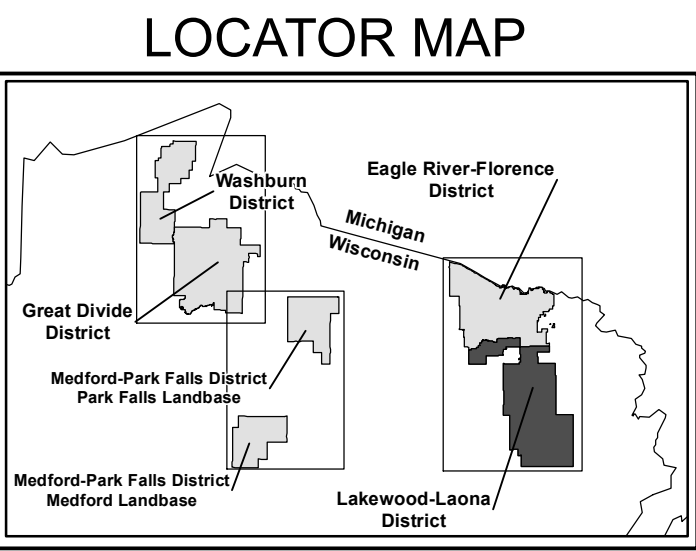 LOCATOR MAP
Washburn
District
Eagle River-Florence
District
Michigan
Wisconsin
Great Divide
District
Medford-Park Falls District
Park Falls Landbase
Medford-Park Falls District
Medford Landbase
Lakewood-Laona
District